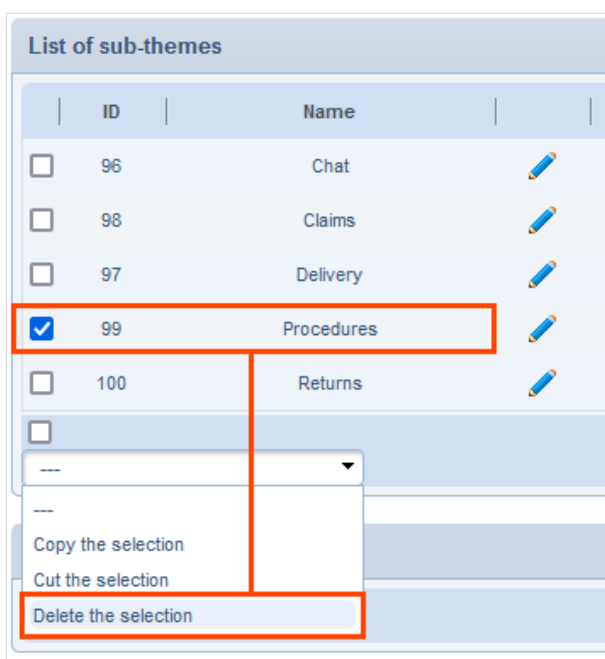 List of sub-themes
ID Name
96 Chat
98 Claims
97 Delivery
99 Procedures
100 Returns
---
---
Copy the selection
Cut the selection
Delete the selection